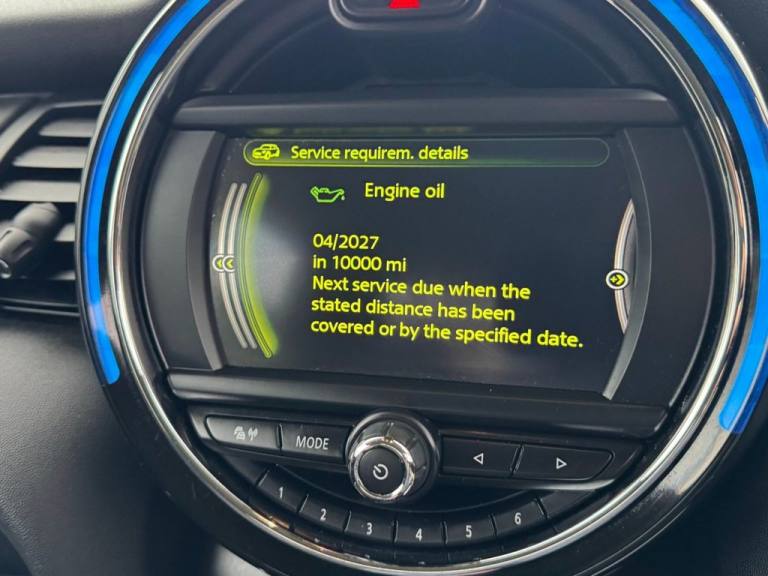 Service requirem. details
Engine oil
04/2027
in 10000 mi
Next service due when the
stated distance has been
covered or by the specified date.
MODE
1 2 3 4 5 6